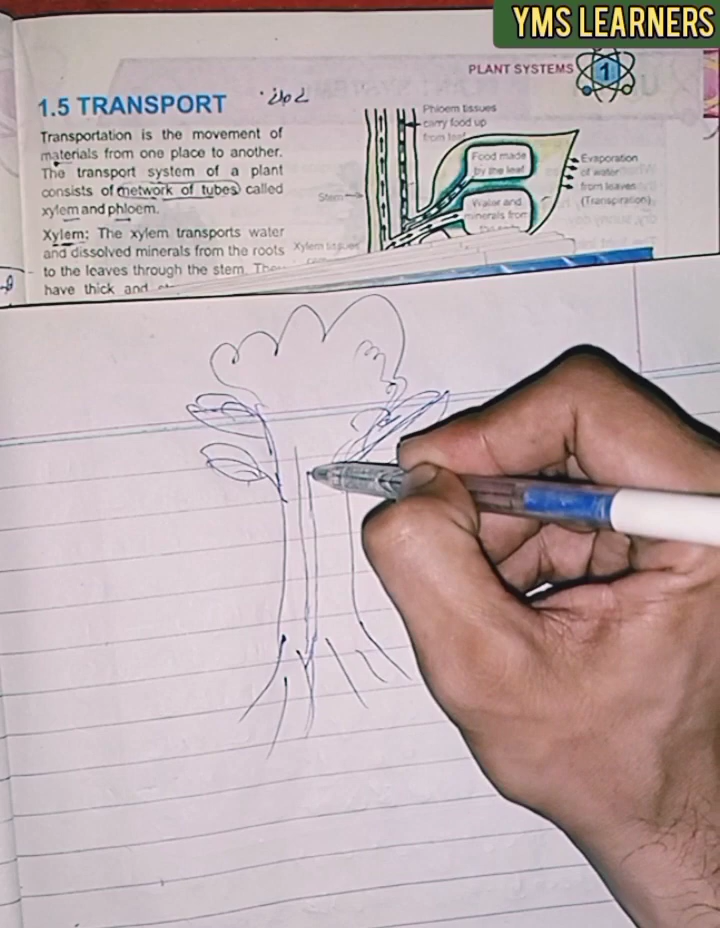 YMS LEARNERS
PLANT SYSTEMS 1
1.5 TRANSPORT
Transportation is the movement of
materials from one place to another.
The transport system of a plant
consists of network of tubes called
xylem and phloem.
Xylem: The xylem transports water
and dissolved minerals from the roots
to the leaves through the stem.
have thick and
Phloem tissues
carry food up
from leaf
Food made
by the leaf
Water and
minerals from
Evaporation
of water
from leaves
(Transpiration)
Stem
Xylem tissues